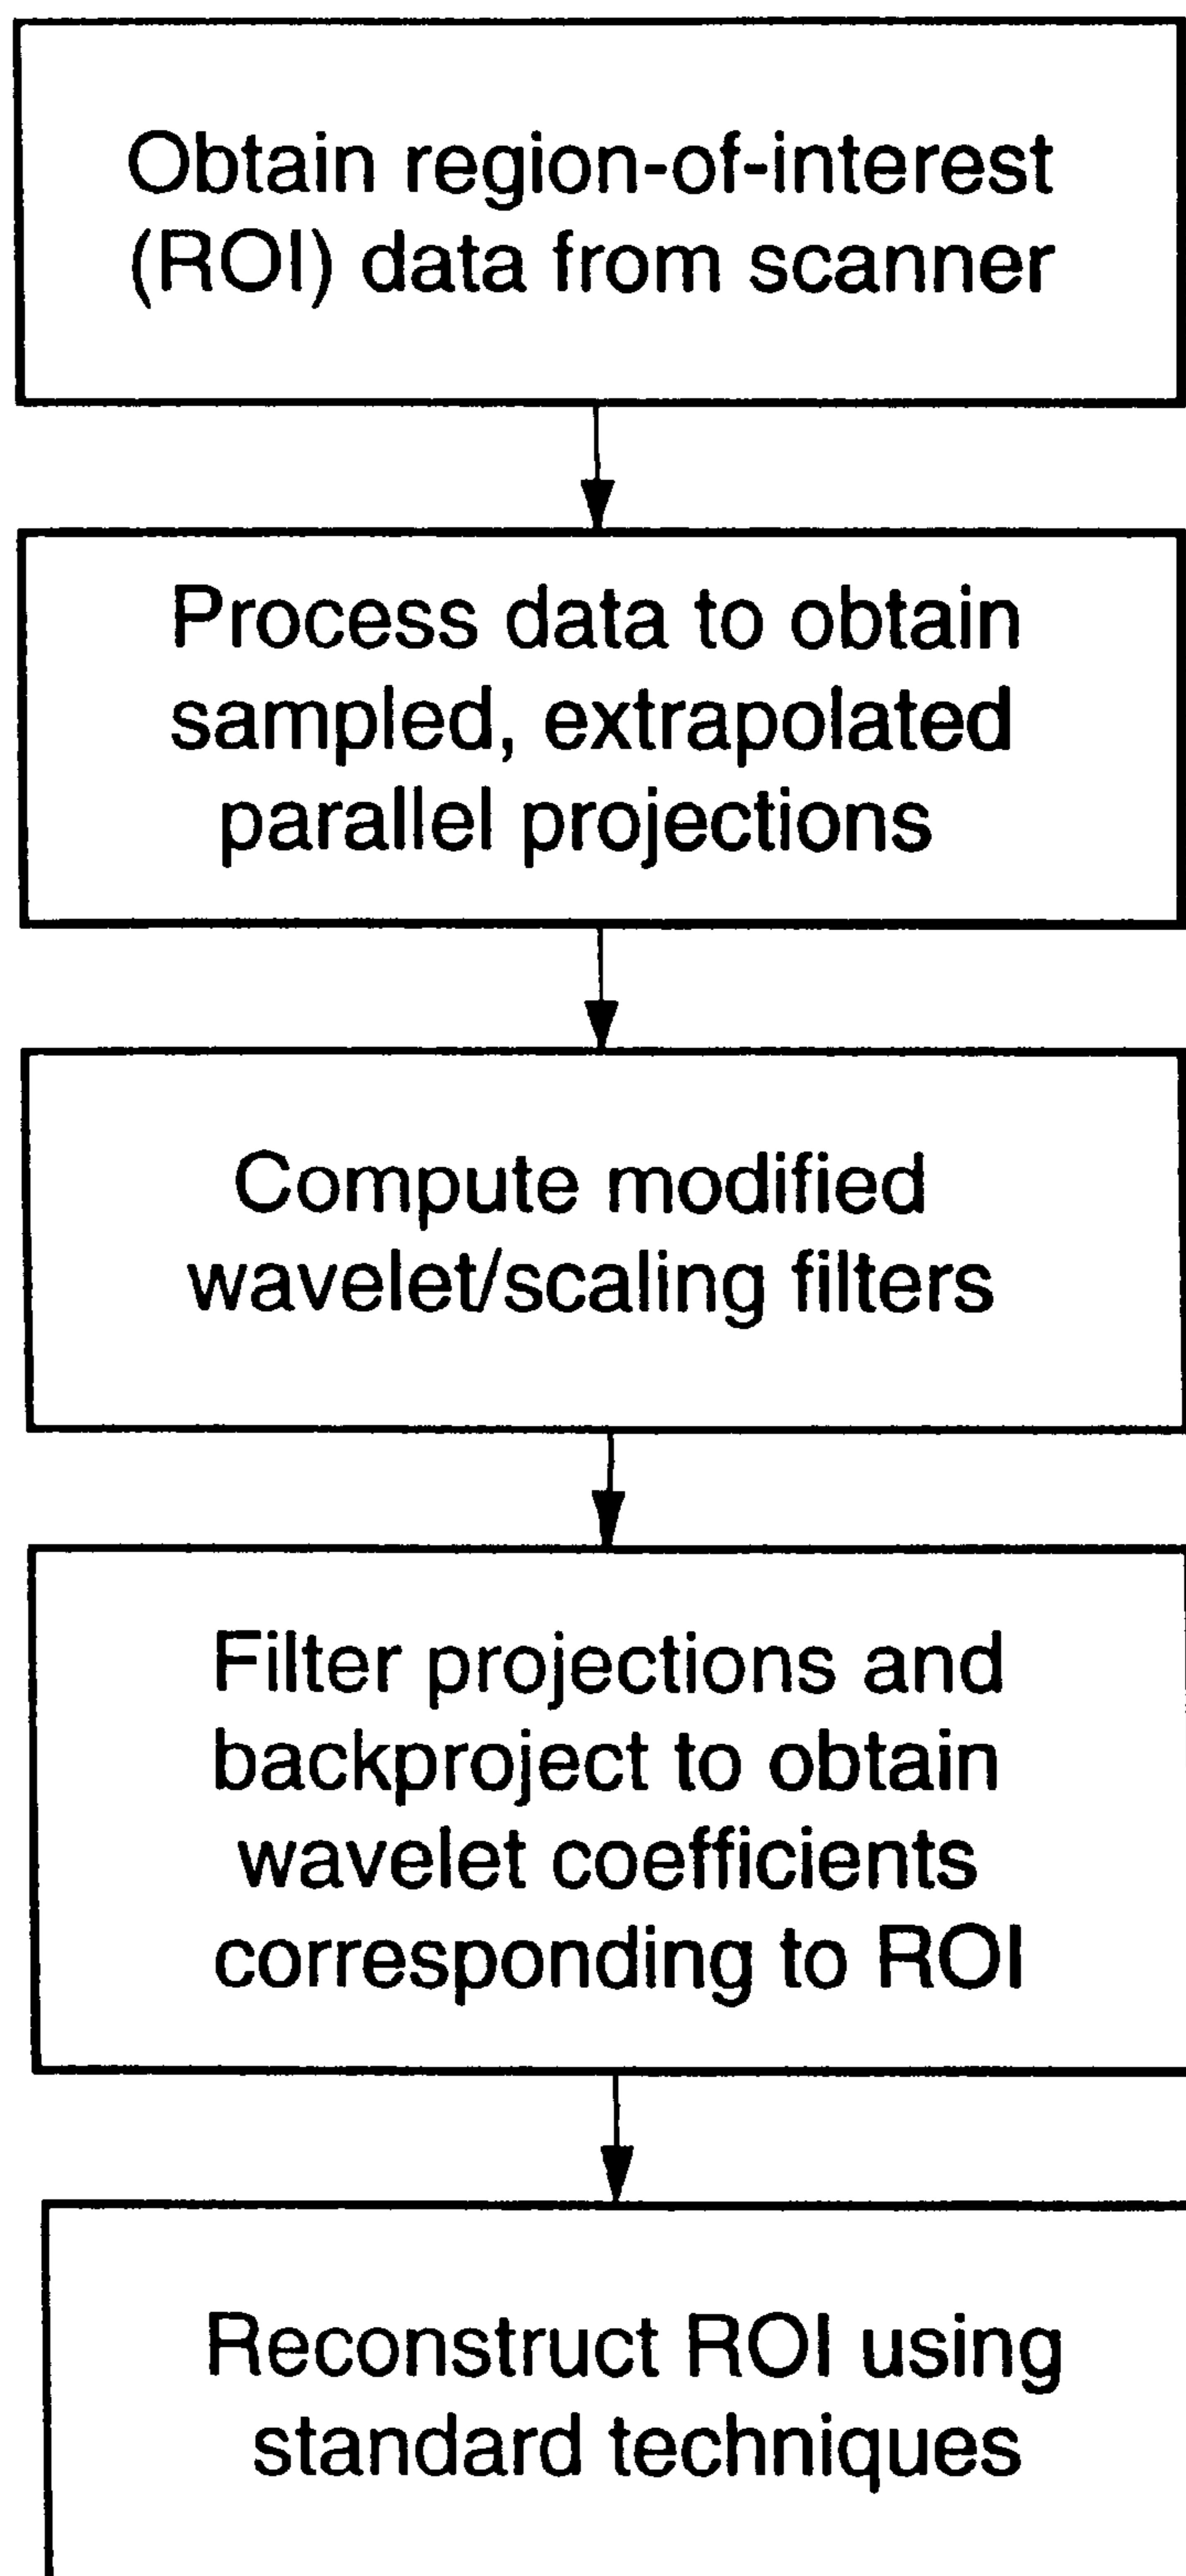 Obtain region-of-interest
(ROI) data from scanner
Process data to obtain
sampled, extrapolated
parallel projections
Compute modified
wavelet/scaling filters
Filter projections and
backproject to obtain
wavelet coefficients
corresponding to ROI
Reconstruct ROI using
standard techniques